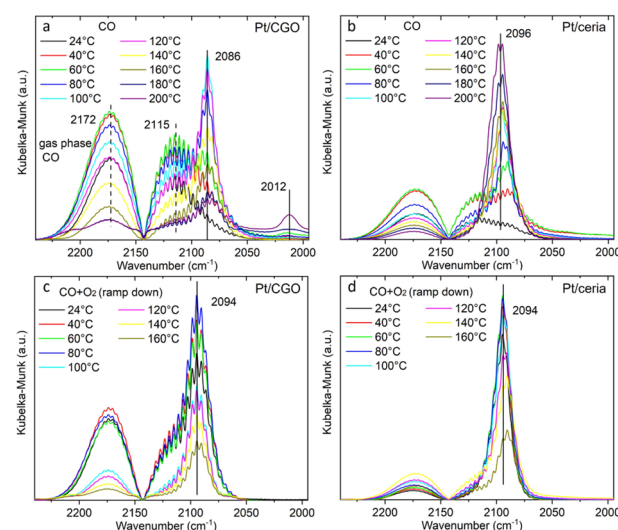 a
CO
Pt/CGO
24°C
120°C
40°C
140°C
60°C
160°C
80°C
180°C
100°C
200°C
2086
2172
2115
gas phase
CO
2012
Kubelka-Munk (a.u.)
2200 2150 2100 2050 2000
Wavenumber (cm⁻¹)
b
CO
Pt/ceria
24°C
120°C
40°C
140°C
60°C
160°C
80°C
180°C
100°C
200°C
2096
Kubelka-Munk (a.u.)
2200 2150 2100 2050 1995
Wavenumber (cm⁻¹)
c
CO+O₂ (ramp down)
Pt/CGO
24°C
120°C
40°C
140°C
60°C
160°C
80°C
100°C
2094
Kubelka-Munk (a.u.)
2200 2150 2100 2050 2000
Wavenumber (cm⁻¹)
d
CO+O₂ (ramp down)
Pt/ceria
24°C
120°C
40°C
140°C
60°C
160°C
80°C
100°C
2094
Kubelka-Munk (a.u.)
2200 2150 2100 2050 2000
Wavenumber (cm⁻¹)